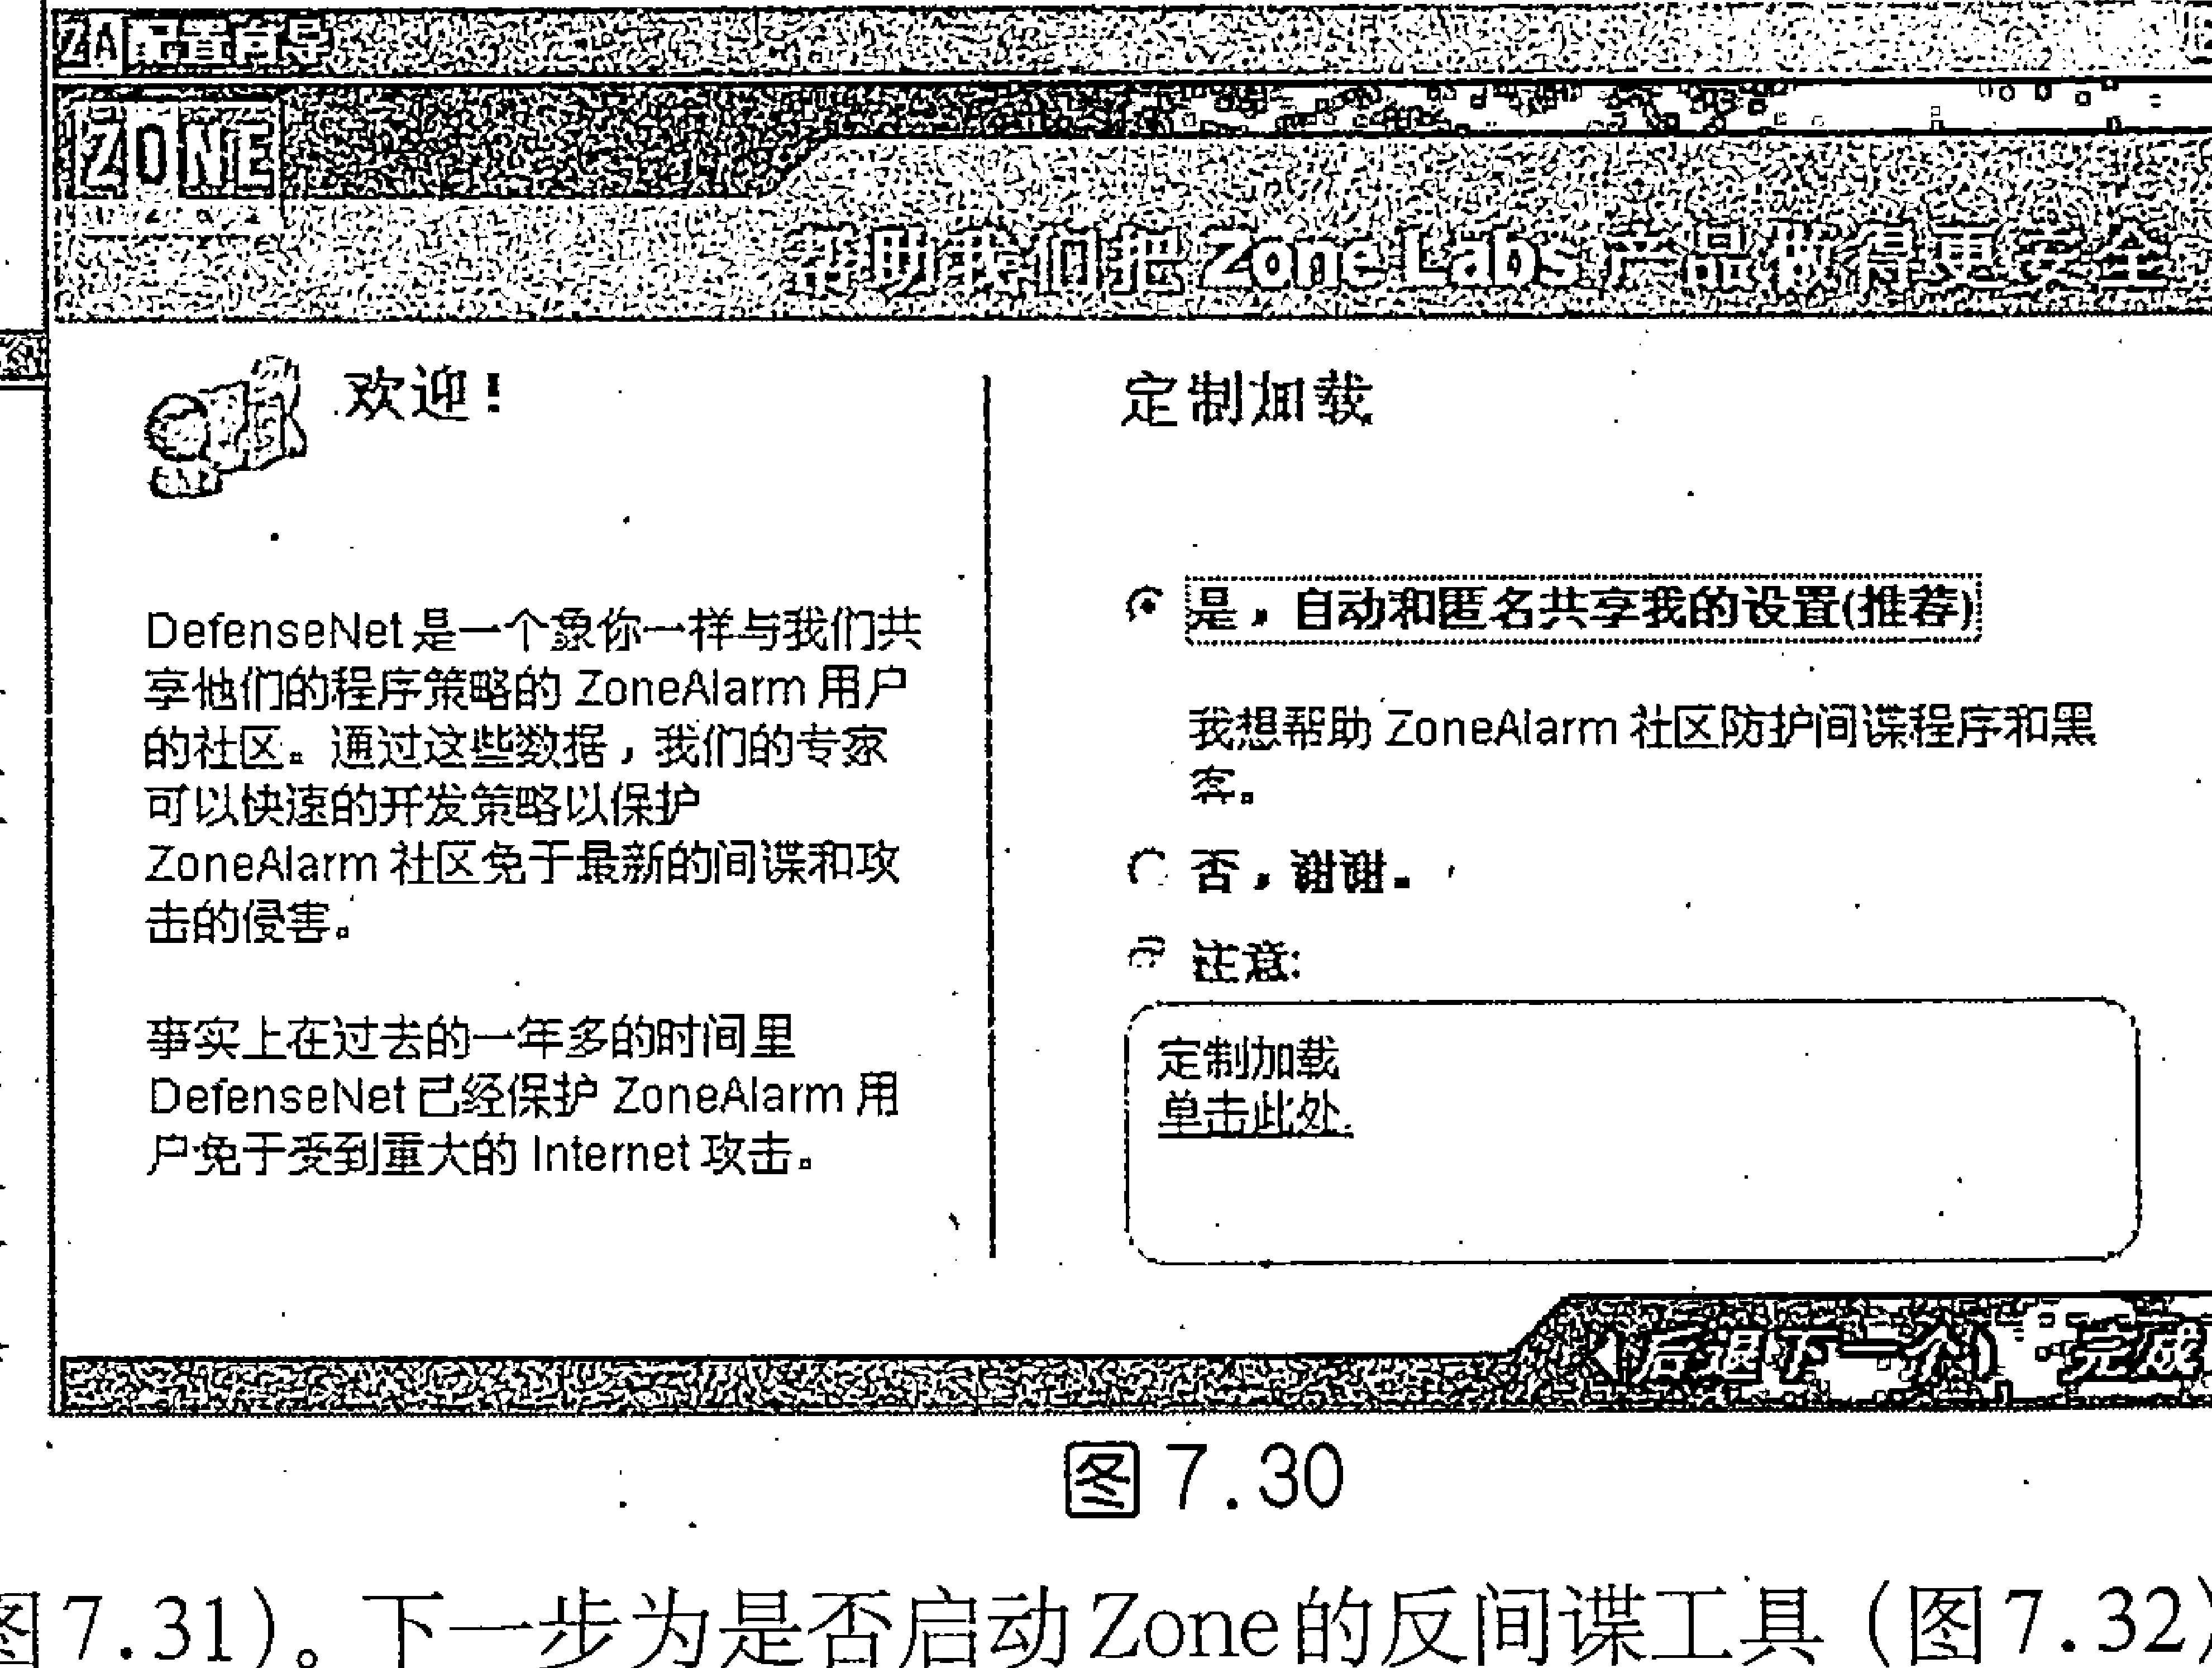 ZA 配置向导
ZONE
帮助我们把 Zone Labs 产品做得更安全
欢迎!
DefenseNet 是一个象你一样与我们共
享他们的程序策略的 ZoneAlarm 用户
的社区。通过这些数据，我们的专家
可以快速的开发策略以保护
ZoneAlarm 社区免于最新的间谍和攻
击的侵害。
事实上在过去的一年多的时间里
DefenseNet 已经保护 ZoneAlarm 用
户免于受到重大的 Internet 攻击。
定制加载
是，自动和匿名共享我的设置(推荐)
我想帮助 ZoneAlarm 社区防护间谍程序和黑
客。
否，谢谢。
注意:
定制加载
单击此处.
后退 下一个 完成
图 7.30
图 7.31)。下一步为是否启动 Zone 的反间谍工具 (图 7.32)